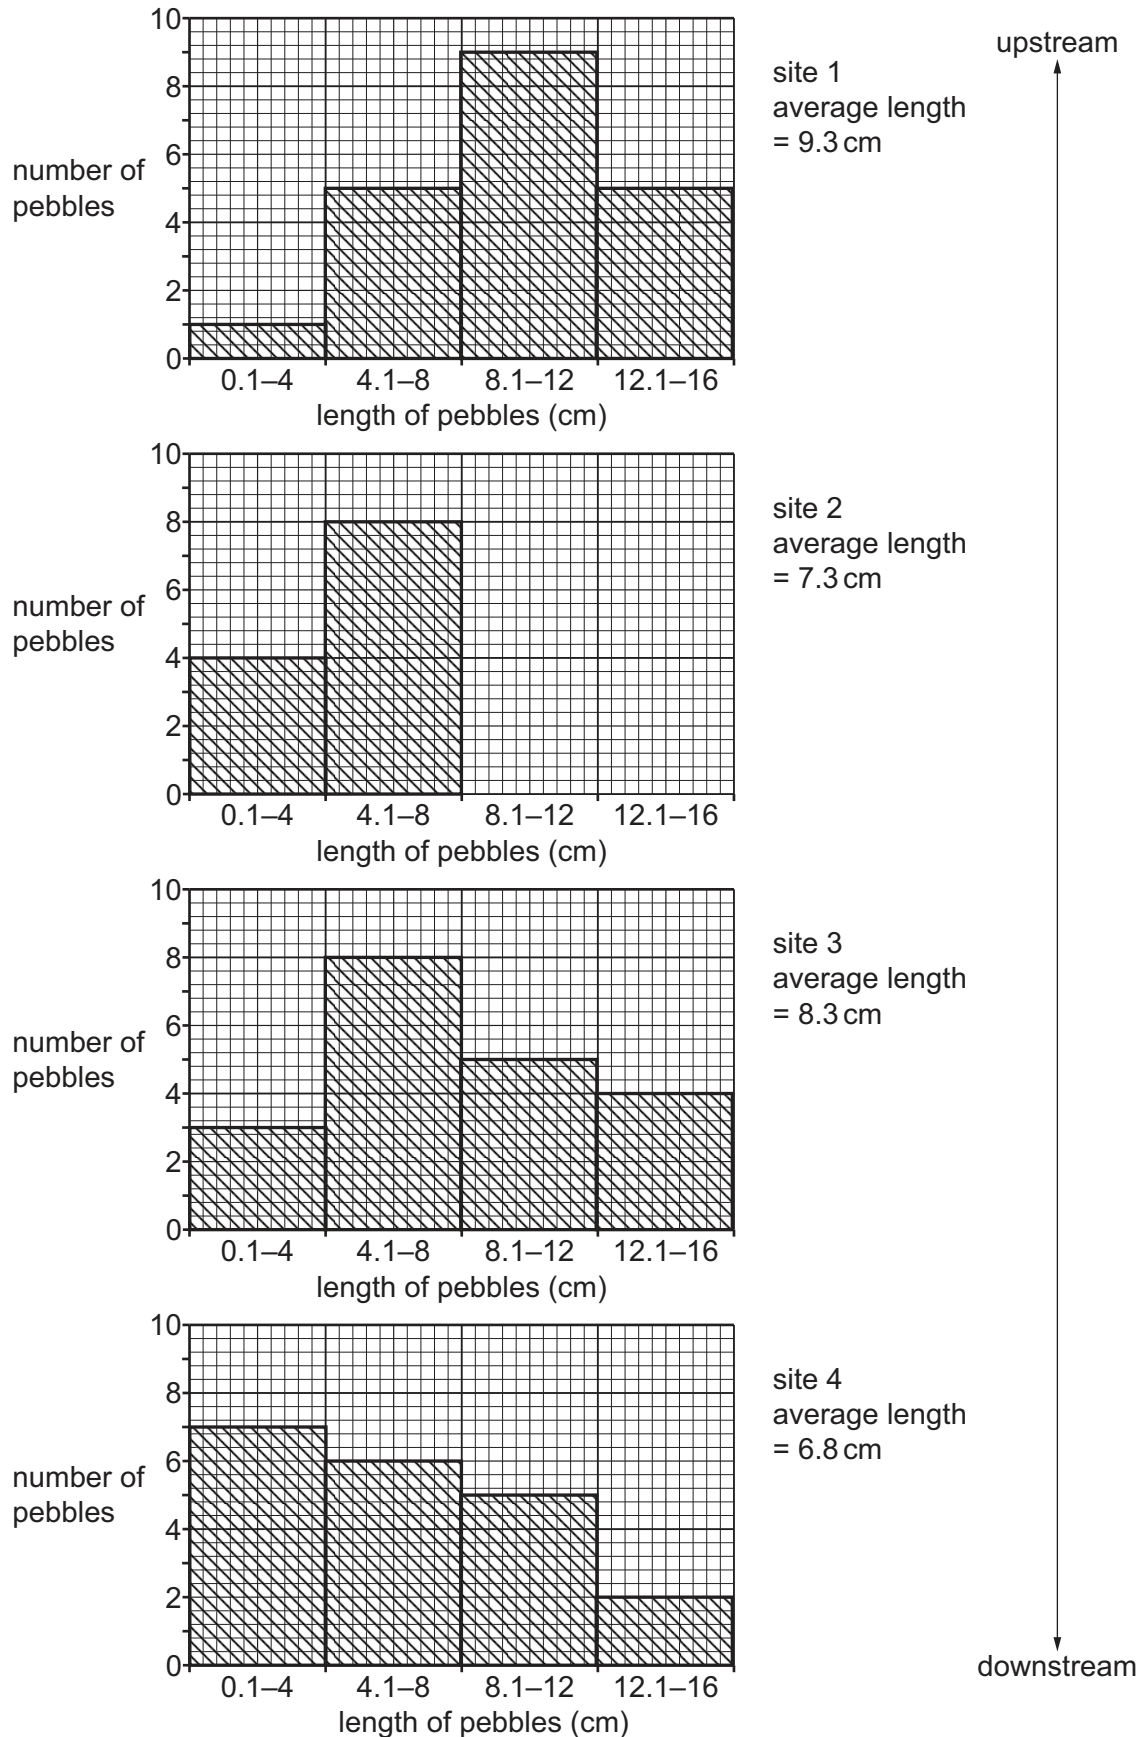 10
8
6
4
2
0
number of
pebbles
0.1–4 4.1–8 8.1–12 12.1–16
length of pebbles (cm)
site 1
average length
= 9.3 cm
upstream
10
8
6
4
2
0
number of
pebbles
0.1–4 4.1–8 8.1–12 12.1–16
length of pebbles (cm)
site 2
average length
= 7.3 cm
10
8
6
4
2
0
number of
pebbles
0.1–4 4.1–8 8.1–12 12.1–16
length of pebbles (cm)
site 3
average length
= 8.3 cm
10
8
6
4
2
0
number of
pebbles
0.1–4 4.1–8 8.1–12 12.1–16
length of pebbles (cm)
site 4
average length
= 6.8 cm
downstream